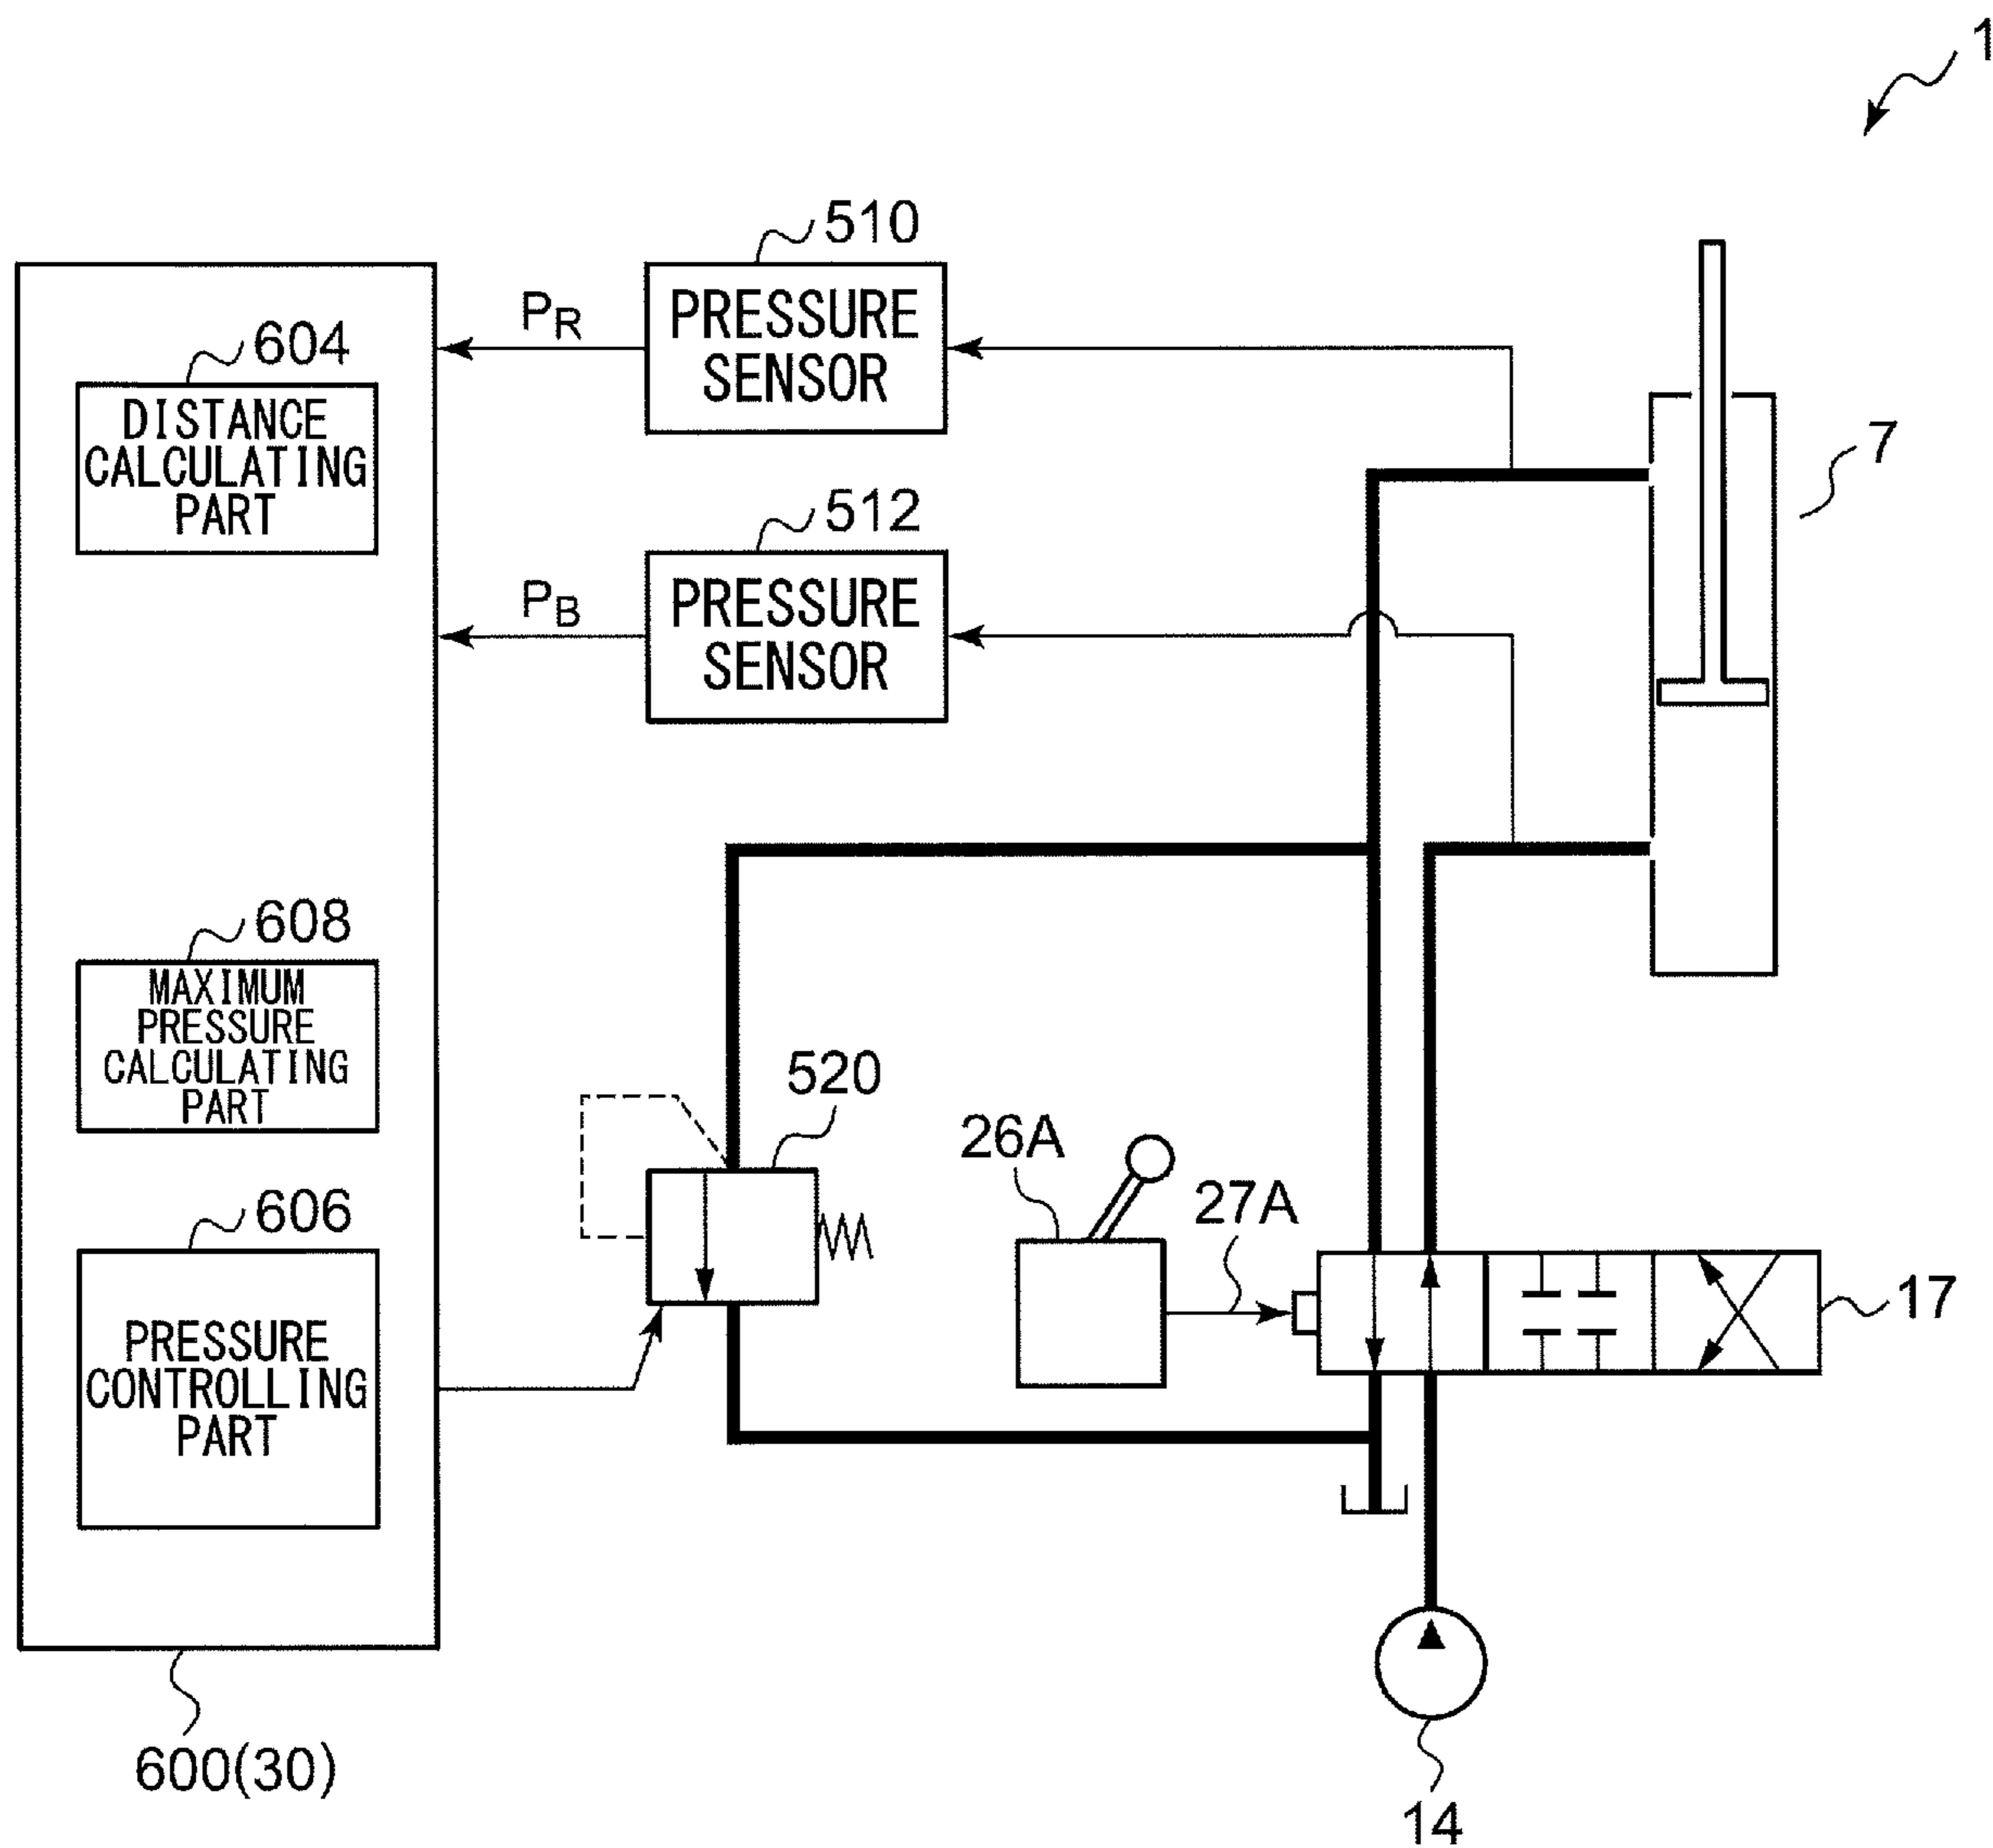 1
510
PRESSURE
SENSOR
PR
604
DISTANCE
CALCULATING
PART
7
512
PRESSURE
SENSOR
PB
608
MAXIMUM
PRESSURE
CALCULATING
PART
520
26A
27A
606
PRESSURE
CONTROLLING
PART
17
600(30)
14